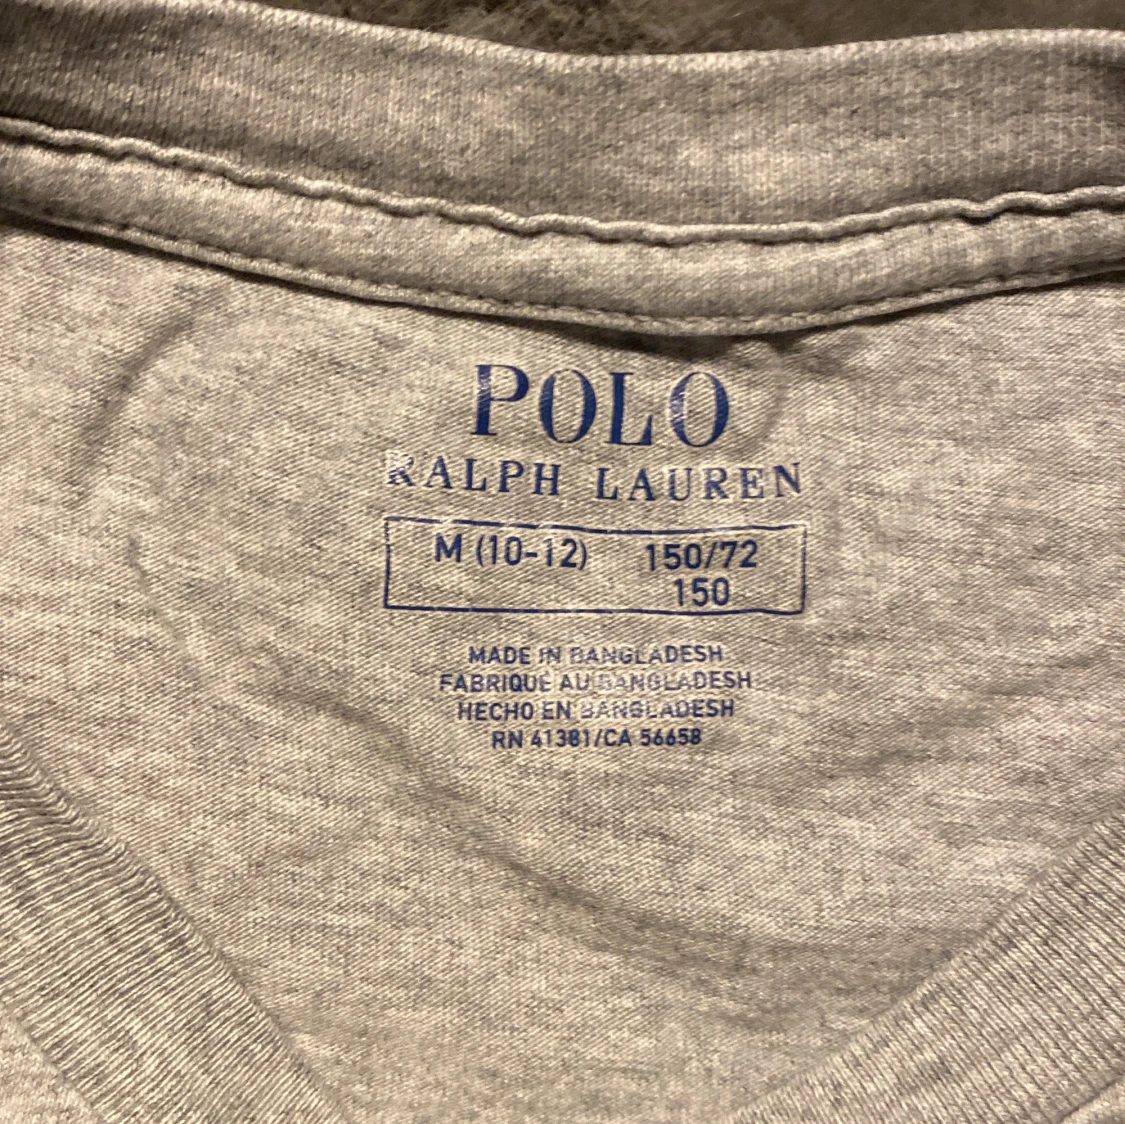 POLO
RALPH LAUREN
M (10-12) 150/72
150
MADE IN BANGLADESH
FABRIQUÉ AU BANGLADESH
HECHO EN BANGLADESH
RN 41381/CA 56658